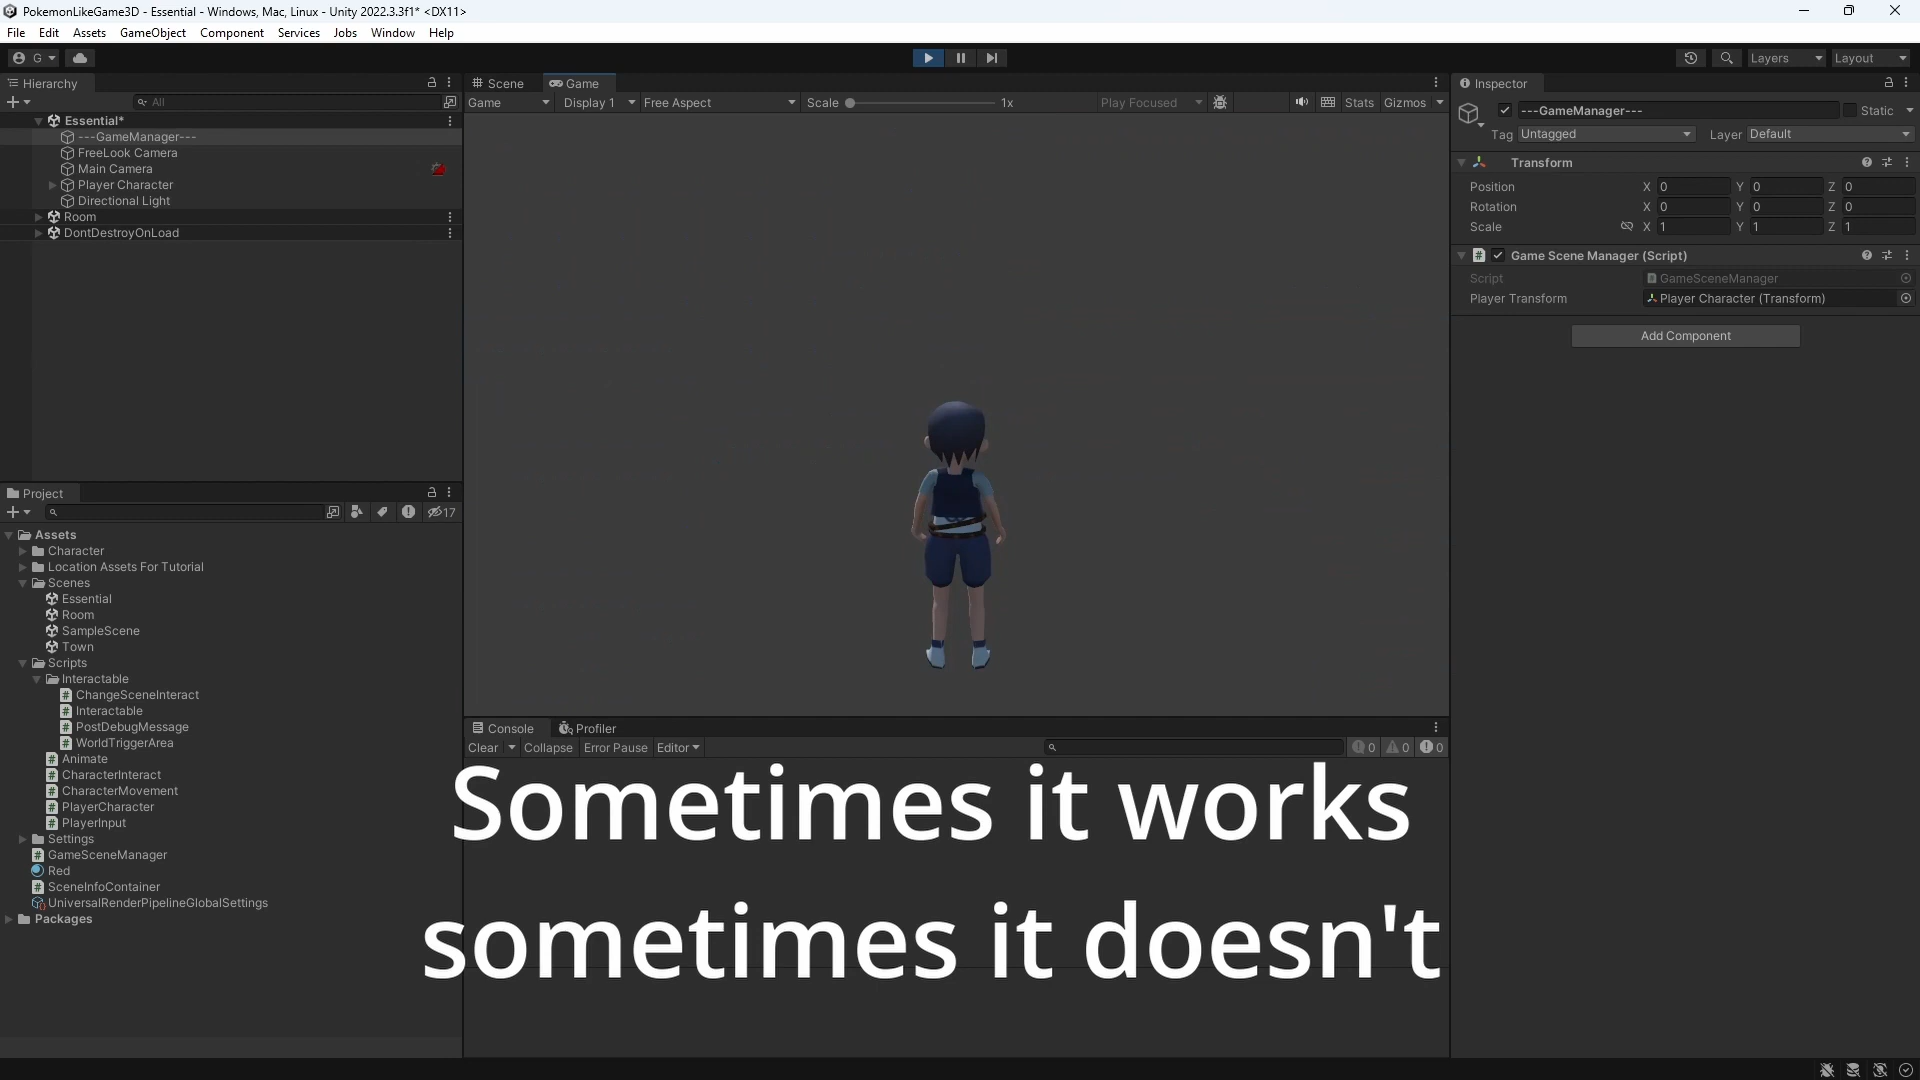 PokemonLikeGame3D - Essential - Windows, Mac, Linux - Unity 2022.3.3f1* <DX11>
File Edit Assets GameObject Component Services Jobs Window Help
G
Layers Layout
Hierarchy
All
Essential*
---GameManager---
FreeLook Camera
Main Camera
Player Character
Directional Light
Room
DontDestroyOnLoad
Scene Game
Game Display 1 Free Aspect Scale 1x Play Focused Stats Gizmos
Inspector
---GameManager--- Static
Tag Untagged Layer Default
Transform
Position X 0 Y 0 Z 0
Rotation X 0 Y 0 Z 0
Scale X 1 Y 1 Z 1
Game Scene Manager (Script)
Script GameSceneManager
Player Transform Player Character (Transform)
Add Component
Project
17
Assets
Character
Location Assets For Tutorial
Scenes
Essential
Room
SampleScene
Town
Scripts
Interactable
ChangeSceneInteract
Interactable
PostDebugMessage
WorldTriggerArea
Animate
CharacterInteract
CharacterMovement
PlayerCharacter
PlayerInput
Settings
GameSceneManager
Red
SceneInfoContainer
UniversalRenderPipelineGlobalSettings
Packages
Console Profiler
Clear Collapse Error Pause Editor 0 0 0
Sometimes it works
sometimes it doesn't